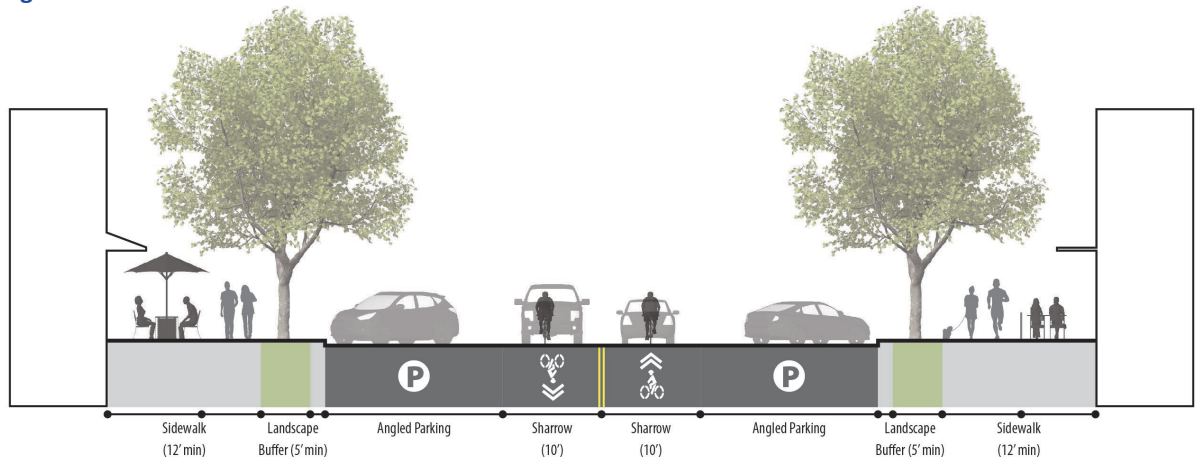 P
P
Sidewalk
(12' min)
Landscape
Buffer (5' min)
Angled Parking
Sharrow
(10')
Sharrow
(10')
Angled Parking
Landscape
Buffer (5' min)
Sidewalk
(12' min)